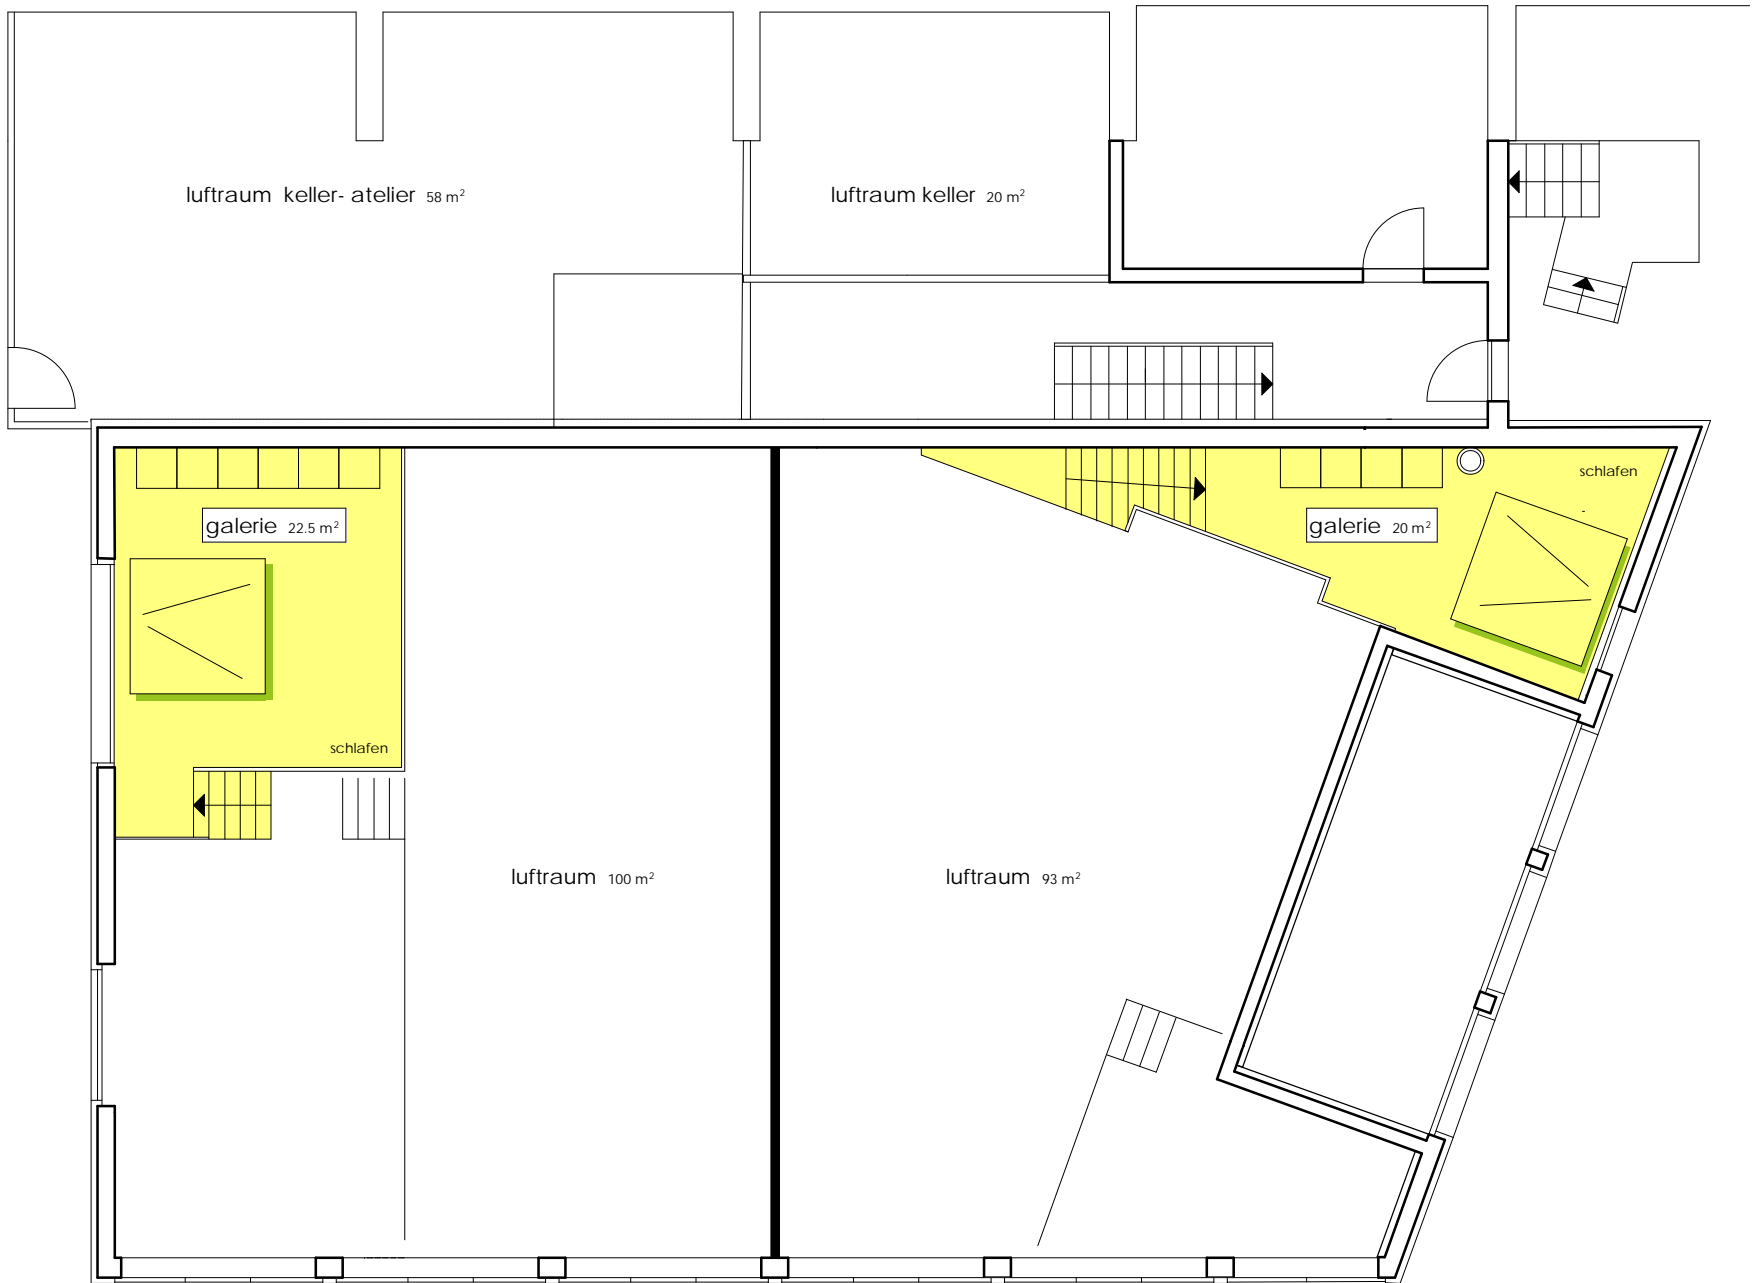 luftraum keller- atelier 58 m²
luftraum keller 20 m²
schlafen
galerie 22.5 m²
galerie 20 m²
schlafen
luftraum 100 m²
luftraum 93 m²